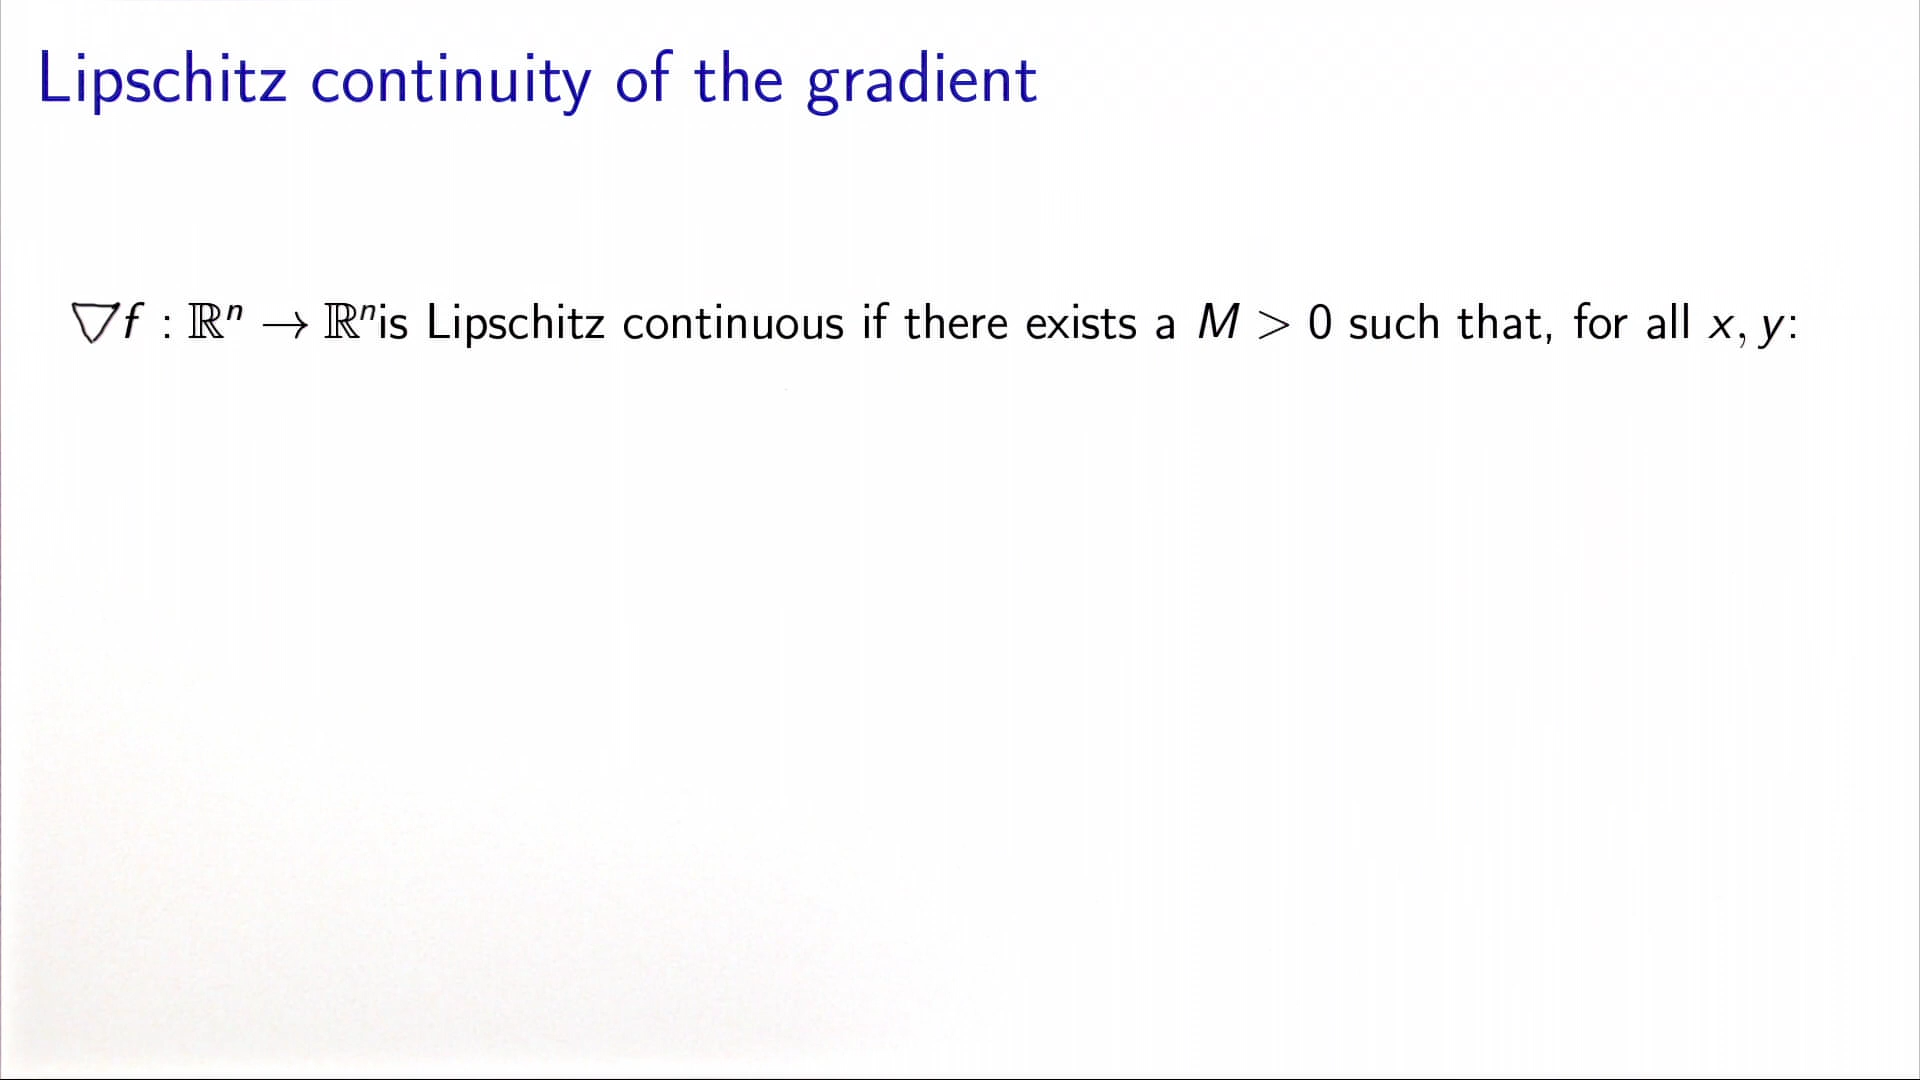 Lipschitz continuity of the gradient
∇f : ℝⁿ → ℝⁿis Lipschitz continuous if there exists a M > 0 such that, for all x, y: